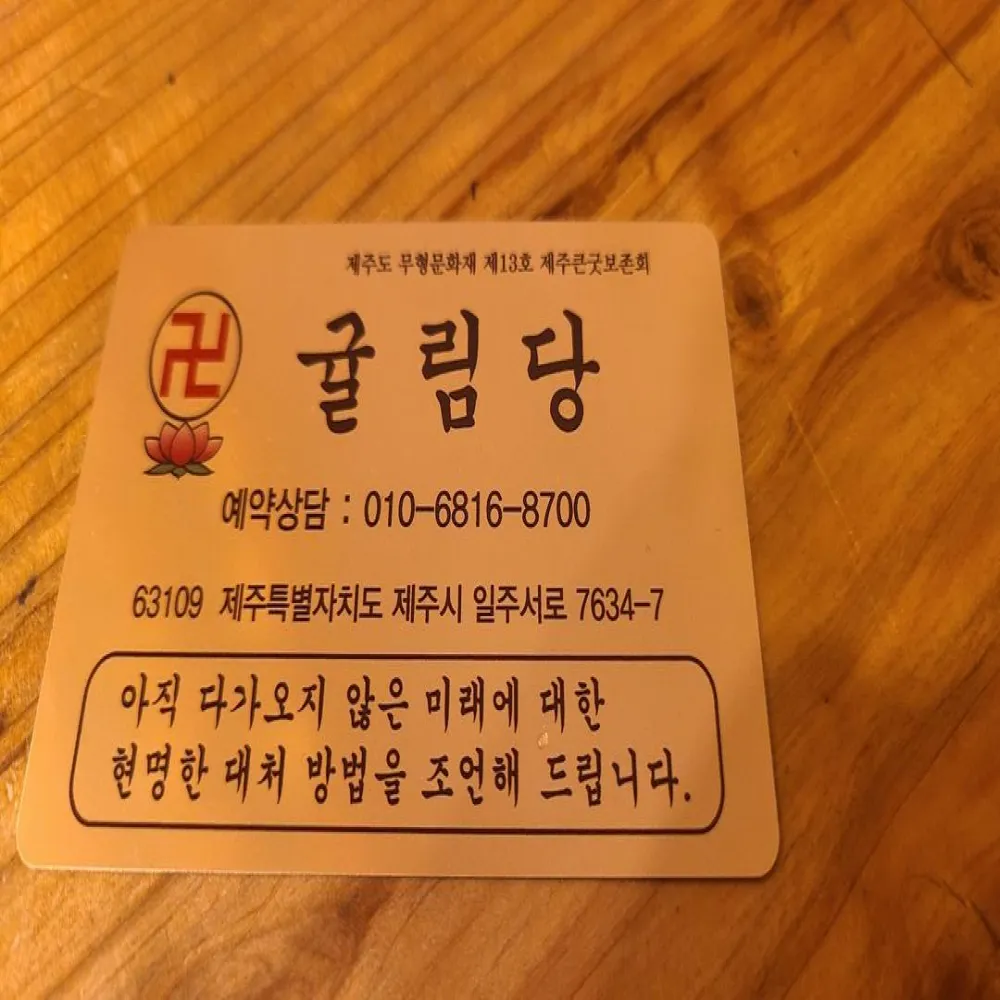 제주도 무형문화재 제13호 제주큰굿보존회
卍
귤림당
예약상담 : 010-6816-8700
63109 제주특별자치도 제주시 일주서로 7634-7
아직 다가오지 않은 미래에 대한
현명한 대처 방법을 조언해 드립니다.